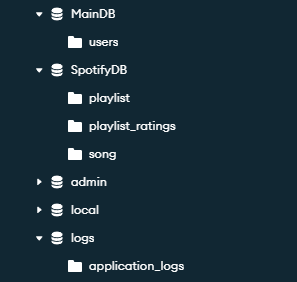 MainDB
users
SpotifyDB
playlist
playlist_ratings
song
admin
local
logs
application_logs